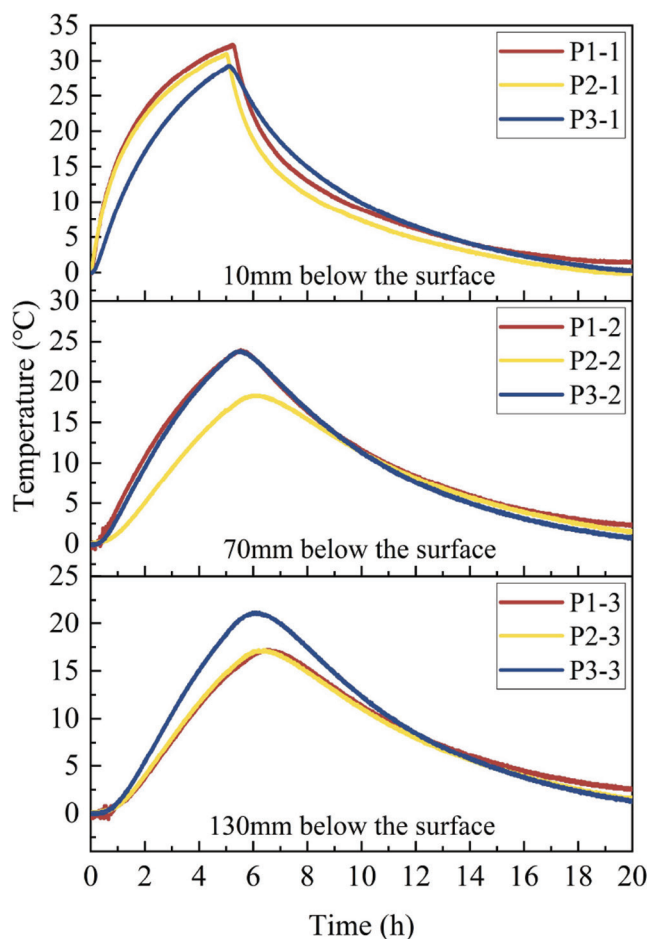 35
30
25
20
15
10
5
0
P1-1
P2-1
P3-1
10mm below the surface
30
25
20
15
10
5
0
P1-2
P2-2
P3-2
70mm below the surface
25
20
15
10
5
0
P1-3
P2-3
P3-3
130mm below the surface
Temperature (℃)
0 2 4 6 8 10 12 14 16 18 20
Time (h)